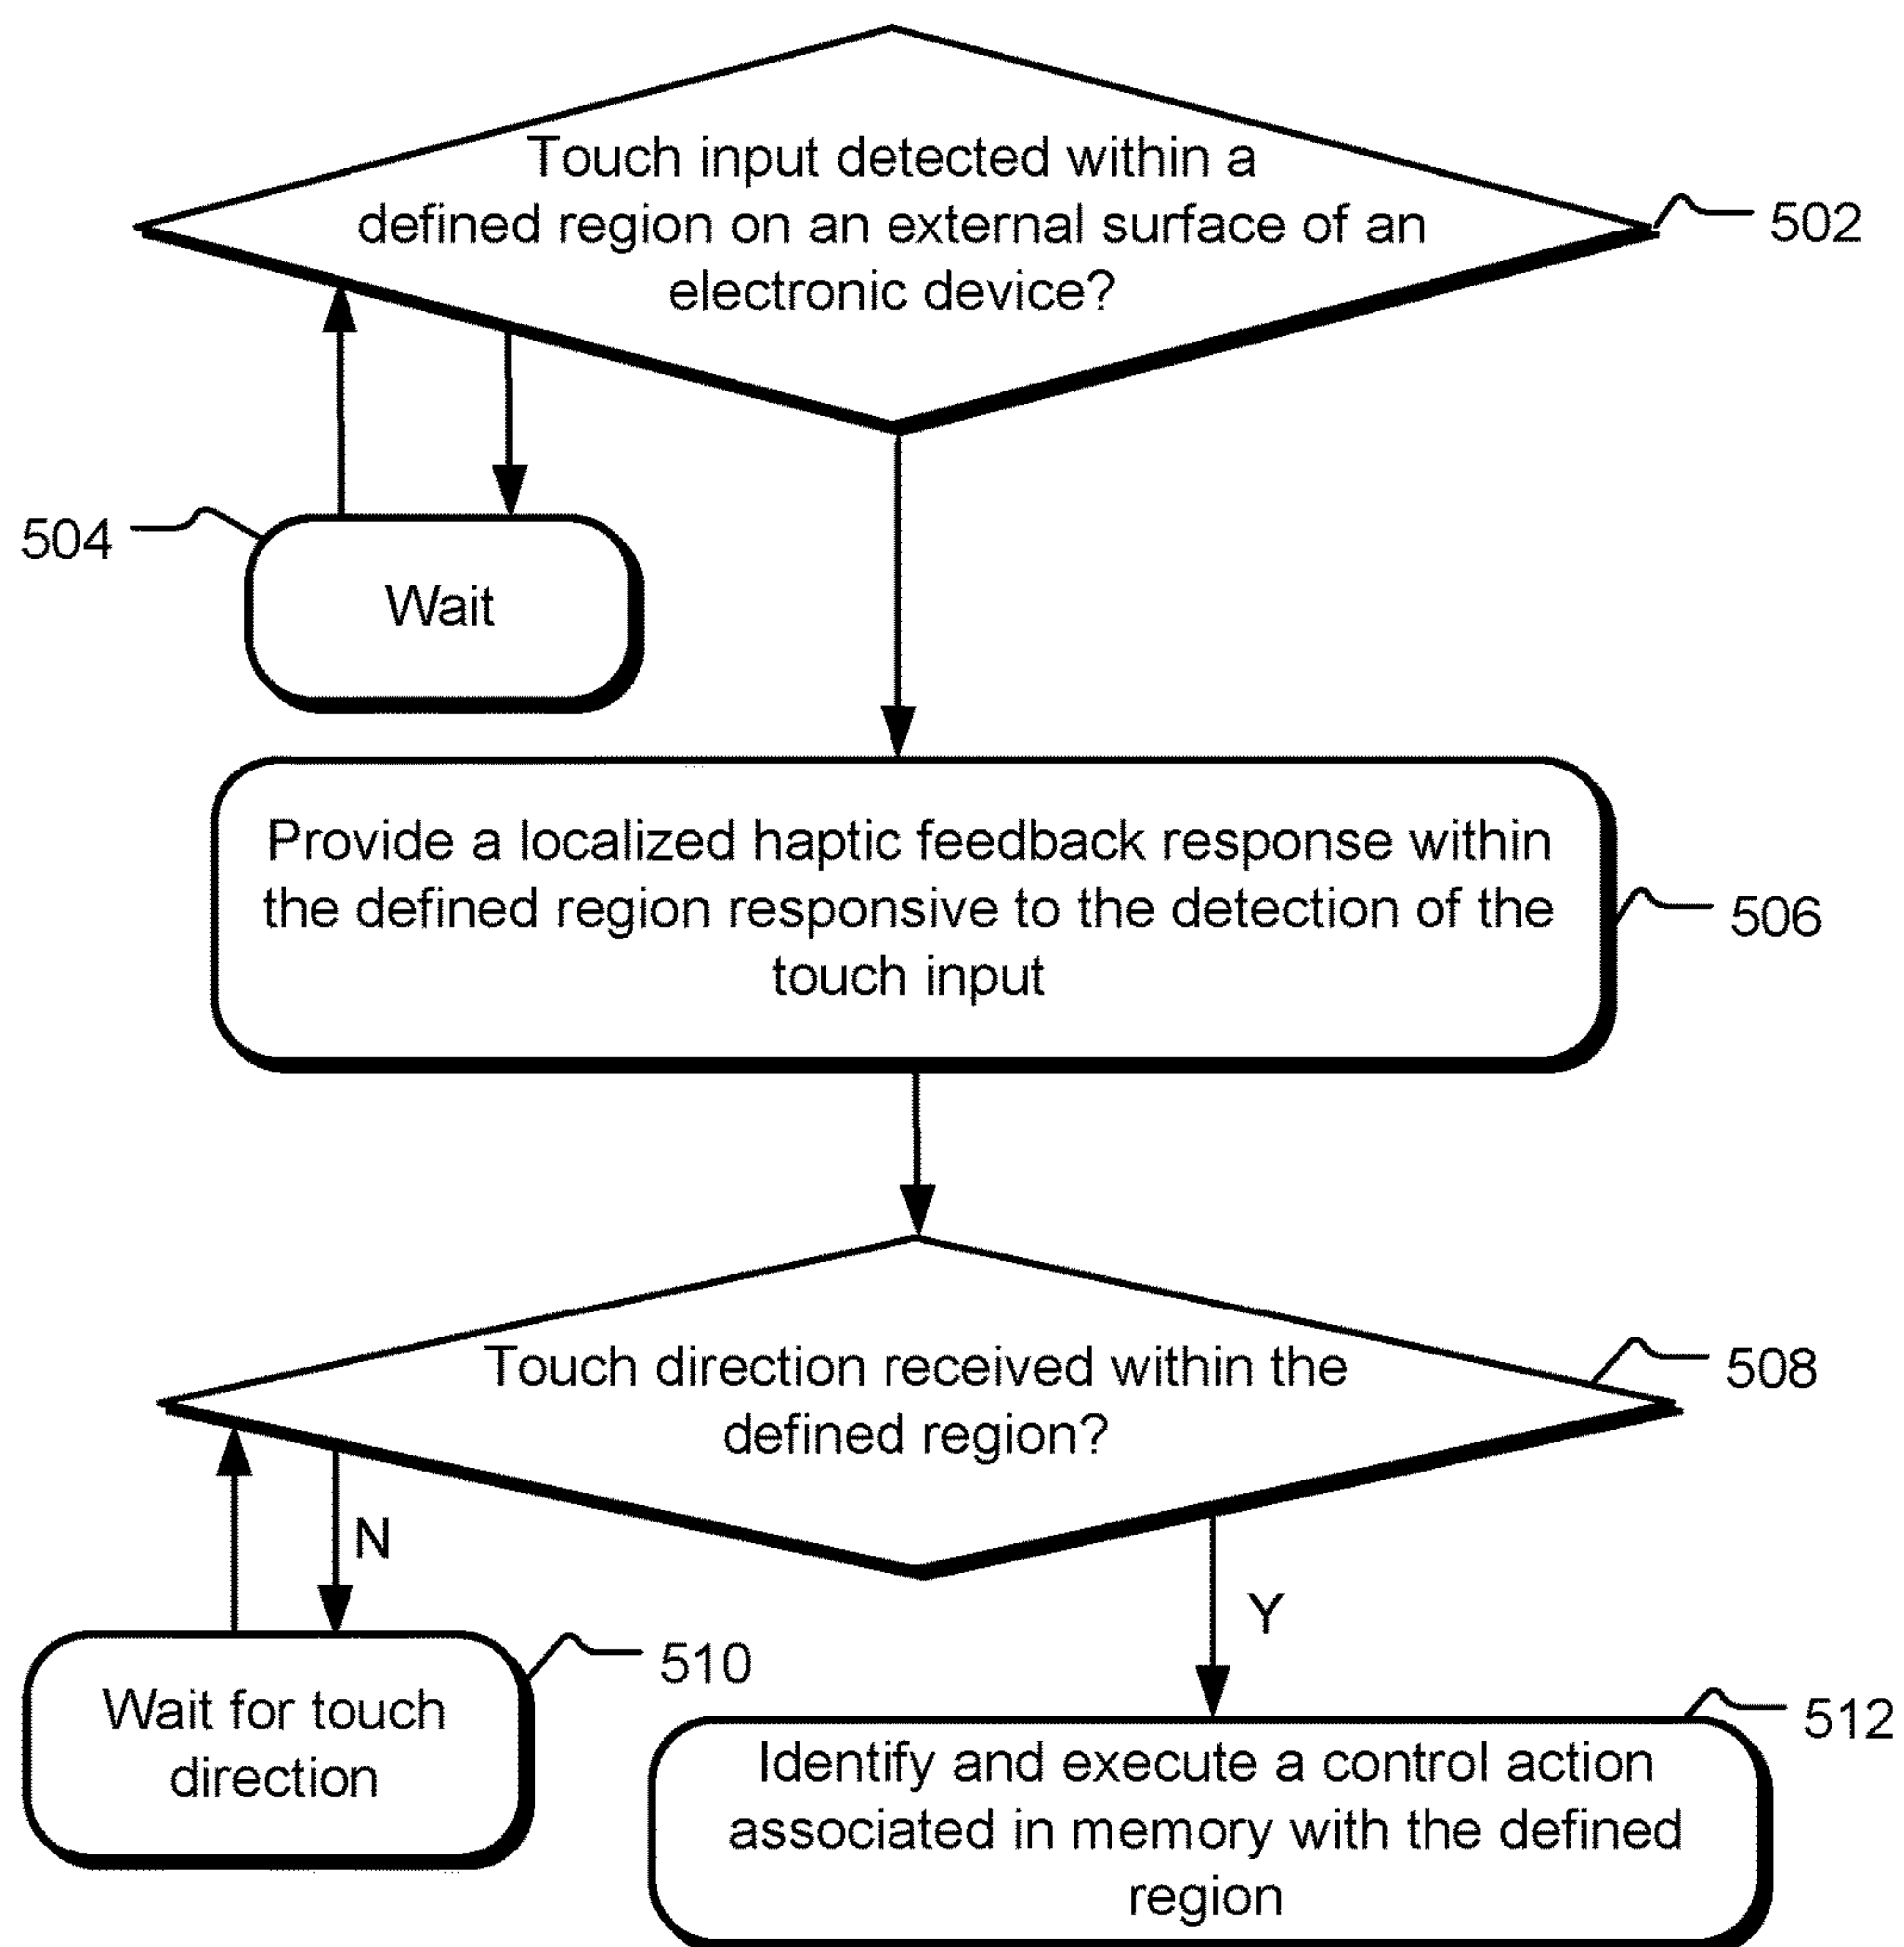 Touch input detected within a
defined region on an external surface of an
electronic device?
502
504
Wait
Provide a localized haptic feedback response within
the defined region responsive to the detection of the
touch input
506
Touch direction received within the
defined region?
508
N
Y
510
Wait for touch
direction
512
Identify and execute a control action
associated in memory with the defined
region